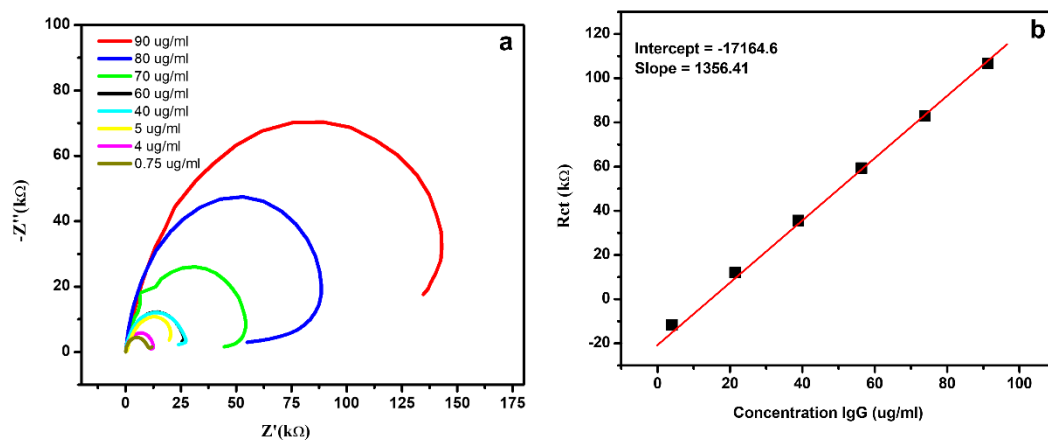 a
100
80
60
40
20
0
-Z''(kΩ)
90 ug/ml
80 ug/ml
70 ug/ml
60 ug/ml
40 ug/ml
5 ug/ml
4 ug/ml
0.75 ug/ml
0 25 50 75 100 125 150 175
Z'(kΩ)
b
Intercept = -17164.6
Slope = 1356.41
120
100
80
60
40
20
0
-20
Rct (kΩ)
0 20 40 60 80 100
Concentration IgG (ug/ml)